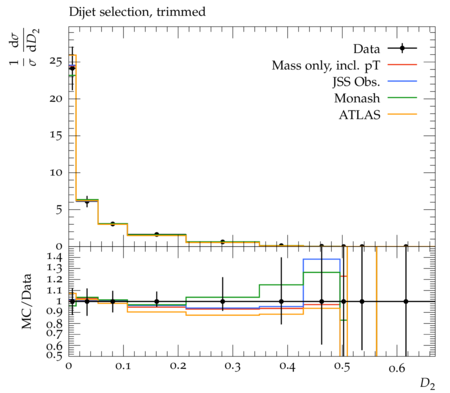 Dijet selection, trimmed
1/σ dσ/dD₂
25
20
15
10
5
0
Data
Mass only, incl. pT
JSS Obs.
Monash
ATLAS
MC/Data
1.4
1.3
1.2
1.1
1
0.9
0.8
0.7
0.6
0.5
0 0.1 0.2 0.3 0.4 0.5 0.6
D₂